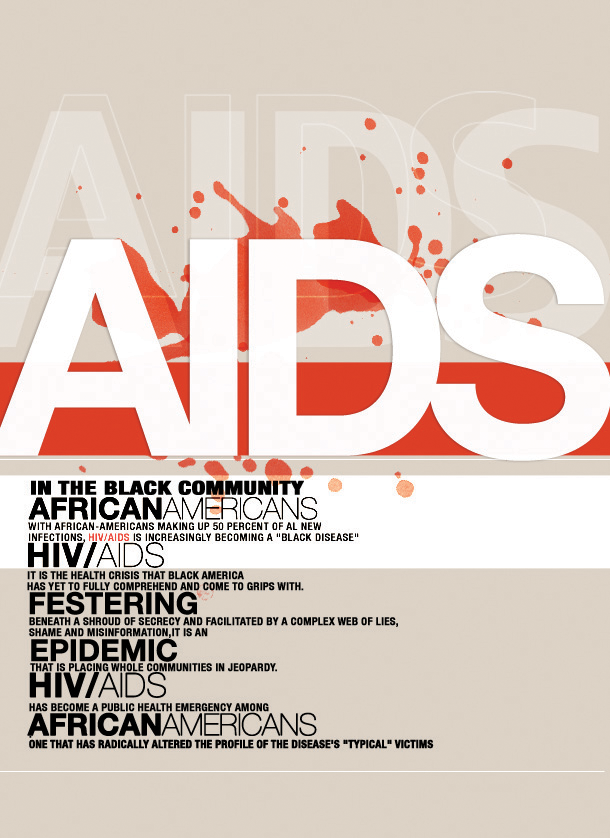 AIDS
AIDS
IN THE BLACK COMMUNITY
AFRICANAMERICANS
WITH AFRICAN-AMERICANS MAKING UP 50 PERCENT OF AL NEW
INFECTIONS, HIV/AIDS IS INCREASINGLY BECOMING A "BLACK DISEASE"
HIV/AIDS
IT IS THE HEALTH CRISIS THAT BLACK AMERICA
HAS YET TO FULLY COMPREHEND AND COME TO GRIPS WITH.
FESTERING
BENEATH A SHROUD OF SECRECY AND FACILITATED BY A COMPLEX WEB OF LIES,
SHAME AND MISINFORMATION,IT IS AN
EPIDEMIC
THAT IS PLACING WHOLE COMMUNITIES IN JEOPARDY.
HIV/AIDS
HAS BECOME A PUBLIC HEALTH EMERGENCY AMONG
AFRICANAMERICANS
ONE THAT HAS RADICALLY ALTERED THE PROFILE OF THE DISEASE'S "TYPICAL" VICTIMS